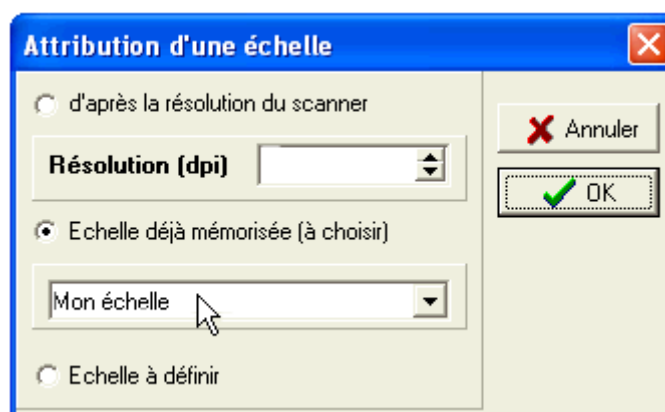 Attribution d'une échelle
d'après la résolution du scanner
Résolution (dpi)
Echelle déjà mémorisée (à choisir)
Mon échelle
Echelle à définir
Annuler
OK